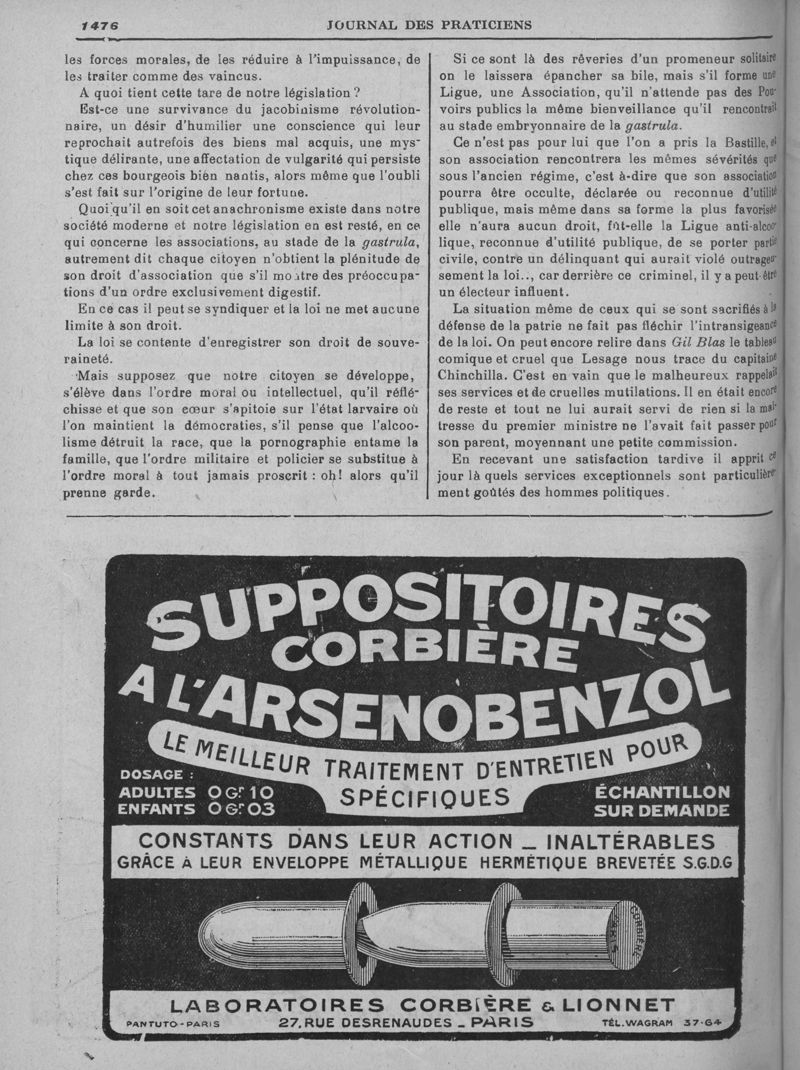 1476
JOURNAL DES PRATICIENS
les forces morales, de les réduire à l'impuissance, de
les traiter comme des vaincus.
A quoi tient cette tare de notre législation ?
Est-ce une survivance du jacobinisme révolution-
naire, un désir d'humilier une conscience qui leur
reprochait autrefois des biens mal acquis, une mys-
tique délirante, une affectation de vulgarité qui persiste
chez ces bourgeois bien nantis, alors même que l'oubli
s'est fait sur l'origine de leur fortune.
Quoi qu'il en soit cet anachronisme existe dans notre
société moderne et notre législation en est resté, en ce
qui concerne les associations, au stade de la gastrula,
autrement dit chaque citoyen n'obtient la plénitude de
son droit d'association que s'il montre des préoccupa-
tions d'un ordre exclusivement digestif.
En ce cas il peut se syndiquer et la loi ne met aucune
limite à son droit.
La loi se contente d'enregistrer son droit de souve-
raineté.
Mais supposez que notre citoyen se développe,
s'élève dans l'ordre moral ou intellectuel, qu'il réflé-
chisse et que son cœur s'apitoie sur l'état larvaire où
l'on maintient la démocraties, s'il pense que l'alcoo-
lisme détruit la race, que la pornographie entame la
famille, que l'ordre militaire et policier se substitue à
l'ordre moral à tout jamais proscrit : oh! alors qu'il
prenne garde.
Si ce sont là des rêveries d'un promeneur solitaire
on le laissera épancher sa bile, mais s'il forme une
Ligue, une Association, qu'il n'attende pas des Pou-
voirs publics la même bienveillance qu'il rencontrait
au stade embryonnaire de la gastrula.
Ce n'est pas pour lui que l'on a pris la Bastille, et
son association rencontrera les mêmes sévérités que
sous l'ancien régime, c'est à-dire que son association
pourra être occulte, déclarée ou reconnue d'utilité
publique, mais même dans sa forme la plus favorisée
elle n'aura aucun droit, fût-elle la Ligue anti-alcoo-
lique, reconnue d'utilité publique, de se porter partie
civile, contre un délinquant qui aurait violé outrageu-
sement la loi.., car derrière ce criminel, il y a peut-être
un électeur influent.
La situation même de ceux qui se sont sacrifiés à la
défense de la patrie ne fait pas fléchir l'intransigeance
de la loi. On peut encore relire dans Gil Blas le tableau
comique et cruel que Lesage nous trace du capitaine
Chinchilla. C'est en vain que le malheureux rappelait
ses services et de cruelles mutilations. Il en était encore
de reste et tout ne lui aurait servi de rien si la maî-
tresse du premier ministre ne l'avait fait passer pour
son parent, moyennant une petite commission.
En recevant une satisfaction tardive il apprit ce
jour là quels services exceptionnels sont particulière-
ment goûtés des hommes politiques.
SUPPOSITOIRES
CORBIÈRE
A L'ARSENOBENZOL
LE MEILLEUR TRAITEMENT D'ENTRETIEN POUR
SPÉCIFIQUES
DOSAGE :
ADULTES 0 Gr 10
ENFANTS 0 Gr 03
ÉCHANTILLON
SUR DEMANDE
CONSTANTS DANS LEUR ACTION _ INALTÉRABLES
GRÂCE A LEUR ENVELOPPE MÉTALLIQUE HERMÉTIQUE BREVETÉE S.G.D.G
CORBIÈRE
PARIS
LABORATOIRES CORBIÈRE & LIONNET
PANTUTO - PARIS
27, RUE DESRENAUDES _ PARIS
TÉL. WAGRAM 37-64